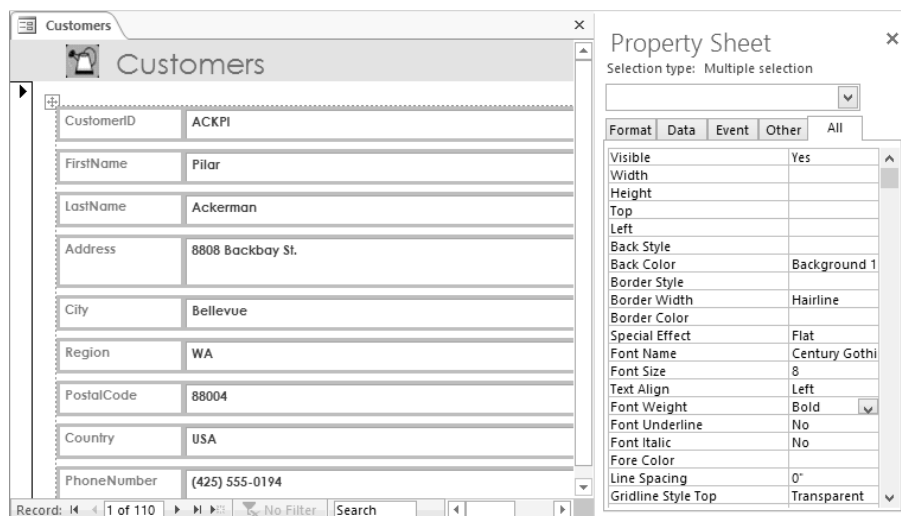 Customers
Customers
CustomerID ACKPI
FirstName Pilar
LastName Ackerman
Address 8808 Backbay St.
City Bellevue
Region WA
PostalCode 88004
Country USA
PhoneNumber (425) 555-0194
Record: 1 of 110 No Filter Search
Property Sheet
Selection type: Multiple selection
Format Data Event Other All
Visible Yes
Width
Height
Top
Left
Back Style
Back Color Background 1
Border Style
Border Width Hairline
Border Color
Special Effect Flat
Font Name Century Gothi
Font Size 8
Text Align Left
Font Weight Bold
Font Underline No
Font Italic No
Fore Color
Line Spacing 0"
Gridline Style Top Transparent